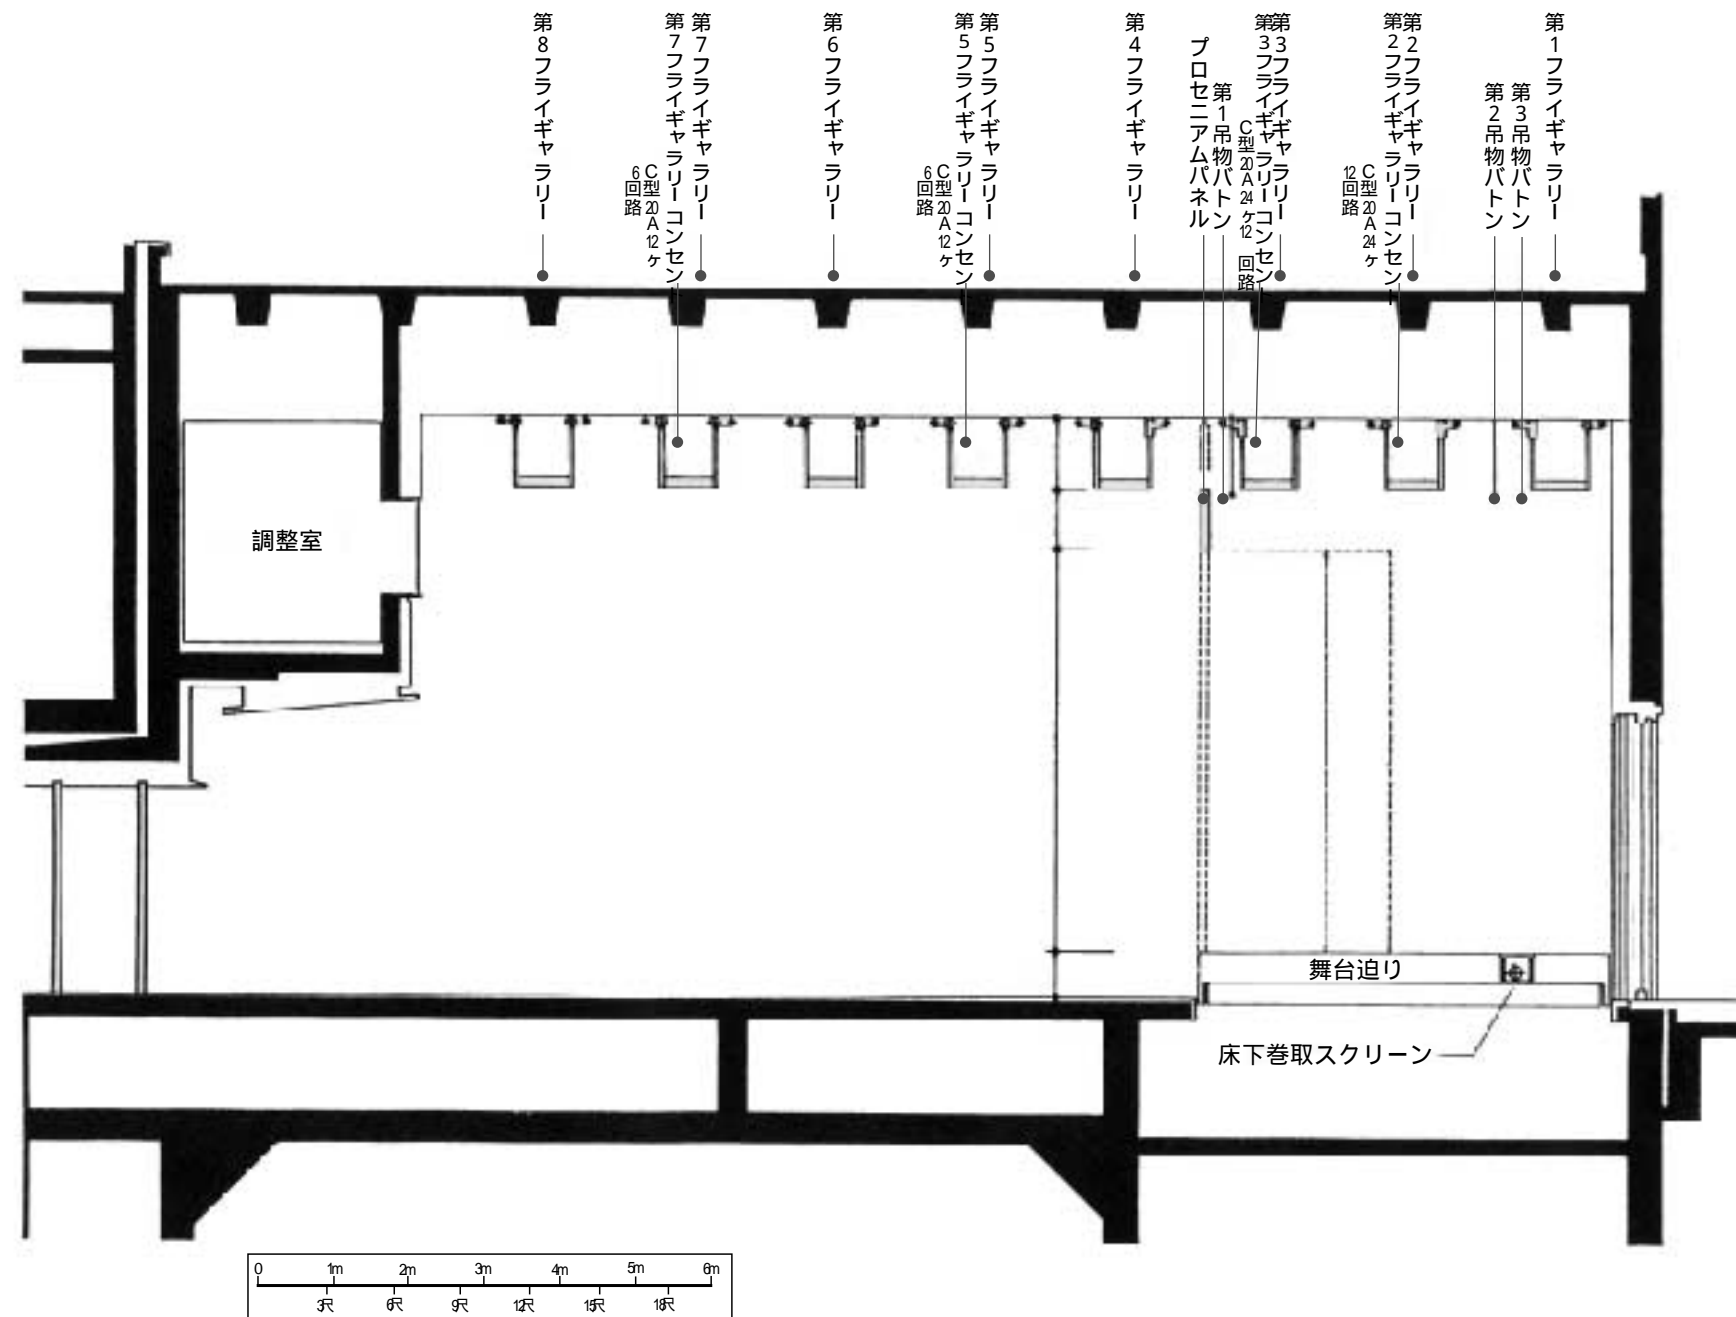 第8フライギャラリー
第7フライギャラリーコンセント
C型20A12ヶ
6回路
第7フライギャラリー
第6フライギャラリー
第5フライギャラリーコンセント
C型20A12ヶ
6回路
第5フライギャラリー
第4フライギャラリー
プロセニアムパネル
第1吊物バトン
第3フライギャラリーコンセント
C型20A24ヶ12回路
第3フライギャラリー
第2フライギャラリーコンセント
C型20A24ヶ
12回路
第2フライギャラリー
第2吊物バトン
第3吊物バトン
第1フライギャラリー
調整室
舞台迫り
床下巻取スクリーン
0 1m 2m 3m 4m 5m 6m
3尺 6尺 9尺 12尺 15尺 18尺